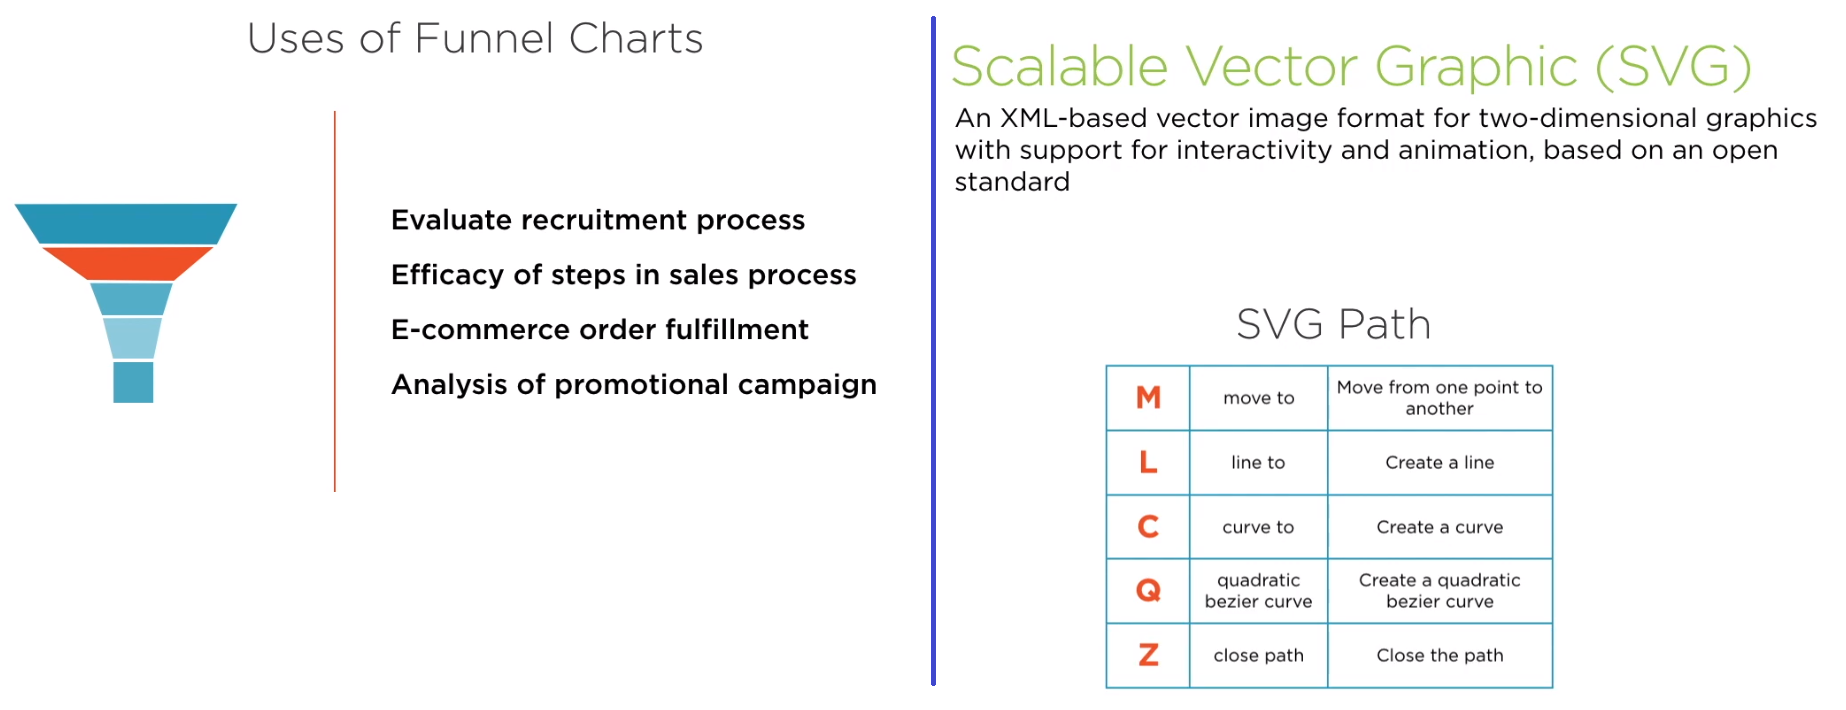 Uses of Funnel Charts
Evaluate recruitment process
Efficacy of steps in sales process
E-commerce order fulfillment
Analysis of promotional campaign
Scalable Vector Graphic (SVG)
An XML-based vector image format for two-dimensional graphics
with support for interactivity and animation, based on an open
standard
SVG Path
M
move to
Move from one point to
another
L
line to
Create a line
C
curve to
Create a curve
Q
quadratic
bezier curve
Create a quadratic
bezier curve
Z
close path
Close the path